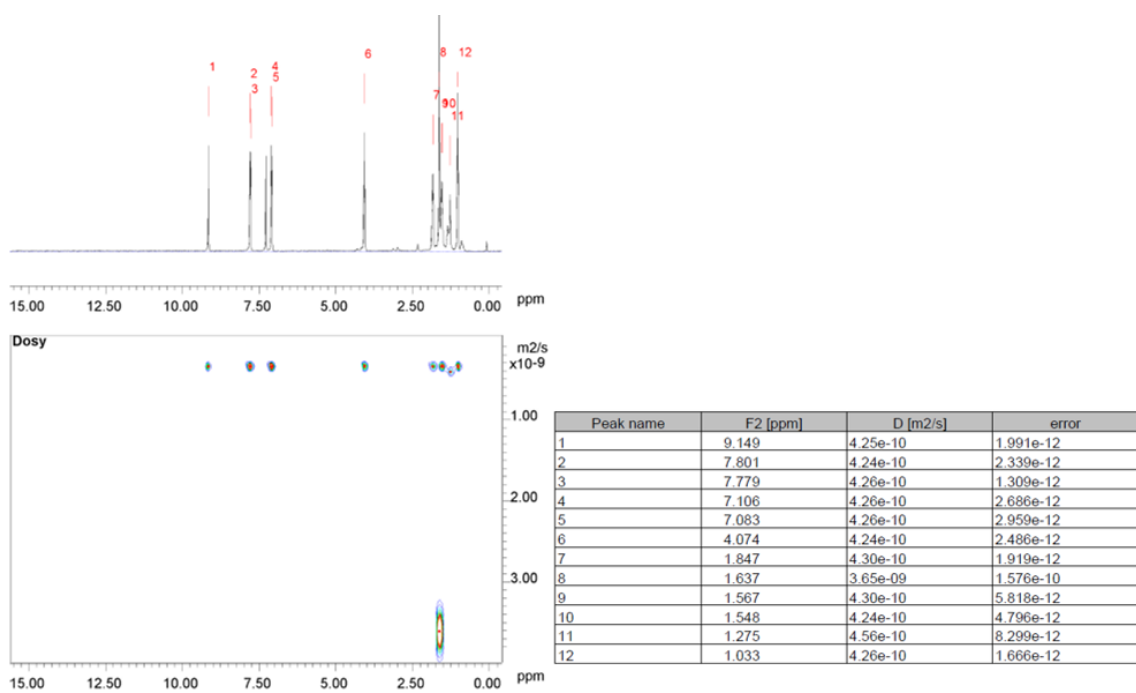 8 12
6
1 2 4
3 5
7 9 10
11
15.00 12.50 10.00 7.50 5.00 2.50 0.00 ppm
Dosy
m2/s
x10-9
1.00
2.00
3.00
15.00 12.50 10.00 7.50 5.00 2.50 0.00 ppm
Peak name F2 [ppm] D [m2/s] error
1 9.149 4.25e-10 1.991e-12
2 7.801 4.24e-10 2.339e-12
3 7.779 4.26e-10 1.309e-12
4 7.106 4.26e-10 2.686e-12
5 7.083 4.26e-10 2.959e-12
6 4.074 4.24e-10 2.486e-12
7 1.847 4.30e-10 1.919e-12
8 1.637 3.65e-09 1.576e-10
9 1.567 4.30e-10 5.818e-12
10 1.548 4.24e-10 4.796e-12
11 1.275 4.56e-10 8.299e-12
12 1.033 4.26e-10 1.666e-12